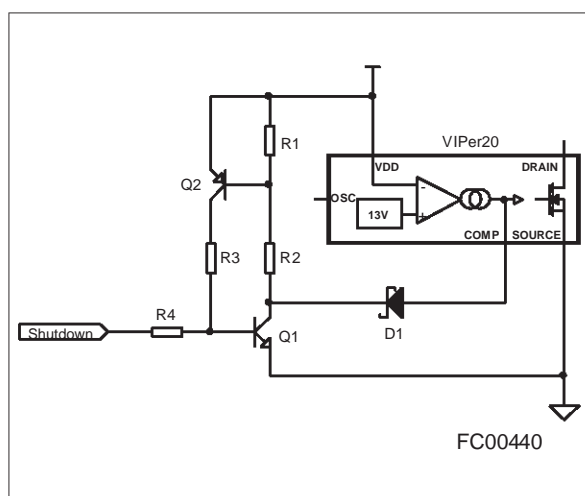 VIPer20
R1
VDD
DRAIN
Q2
OSC
-
13V
+
COMP
SOURCE
R3
R2
R4
Shutdown
Q1
D1
FC00440